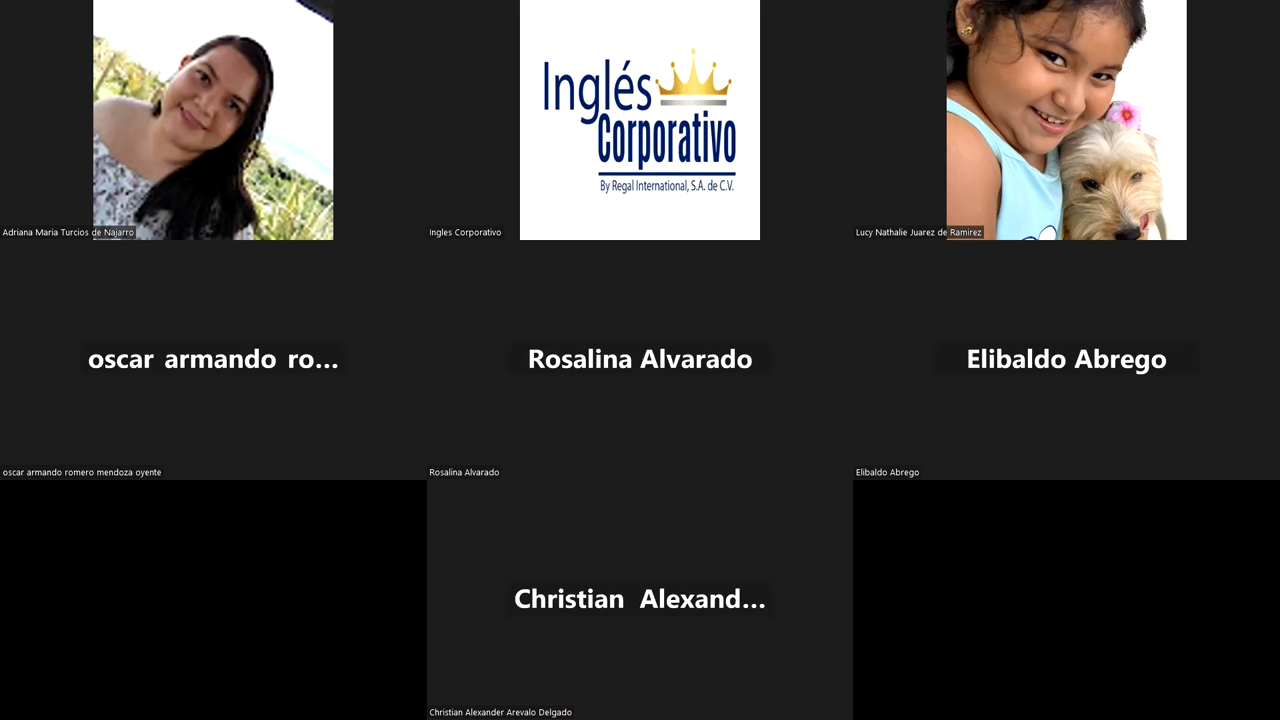 Inglés
Corporativo
By Regal International, S.A. de C.V.
Adriana Maria Turcios de Najarro
Ingles Corporativo
Lucy Nathalie Juarez de Ramirez
oscar armando ro...
Rosalina Alvarado
Elibaldo Abrego
oscar armando romero mendoza oyente
Rosalina Alvarado
Elibaldo Abrego
Christian Alexand...
Christian Alexander Arevalo Delgado